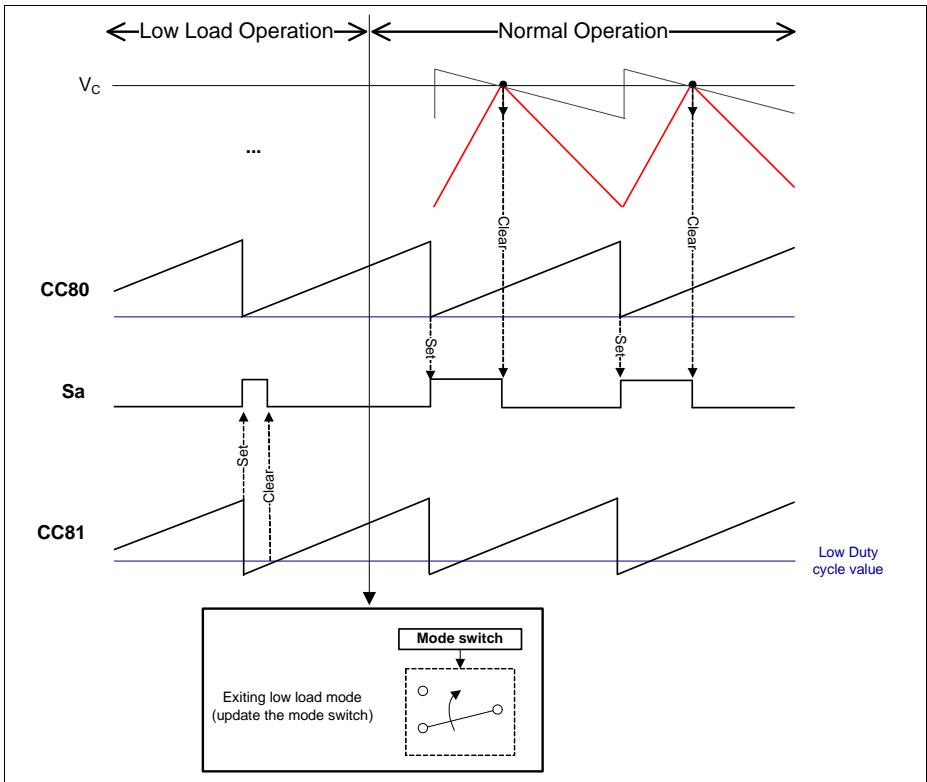 Low Load Operation
Normal Operation
VC
...
Clear
Clear
CC80
Set
Set
Sa
Set
Clear
CC81
Low Duty
cycle value
Mode switch
Exiting low load mode
(update the mode switch)